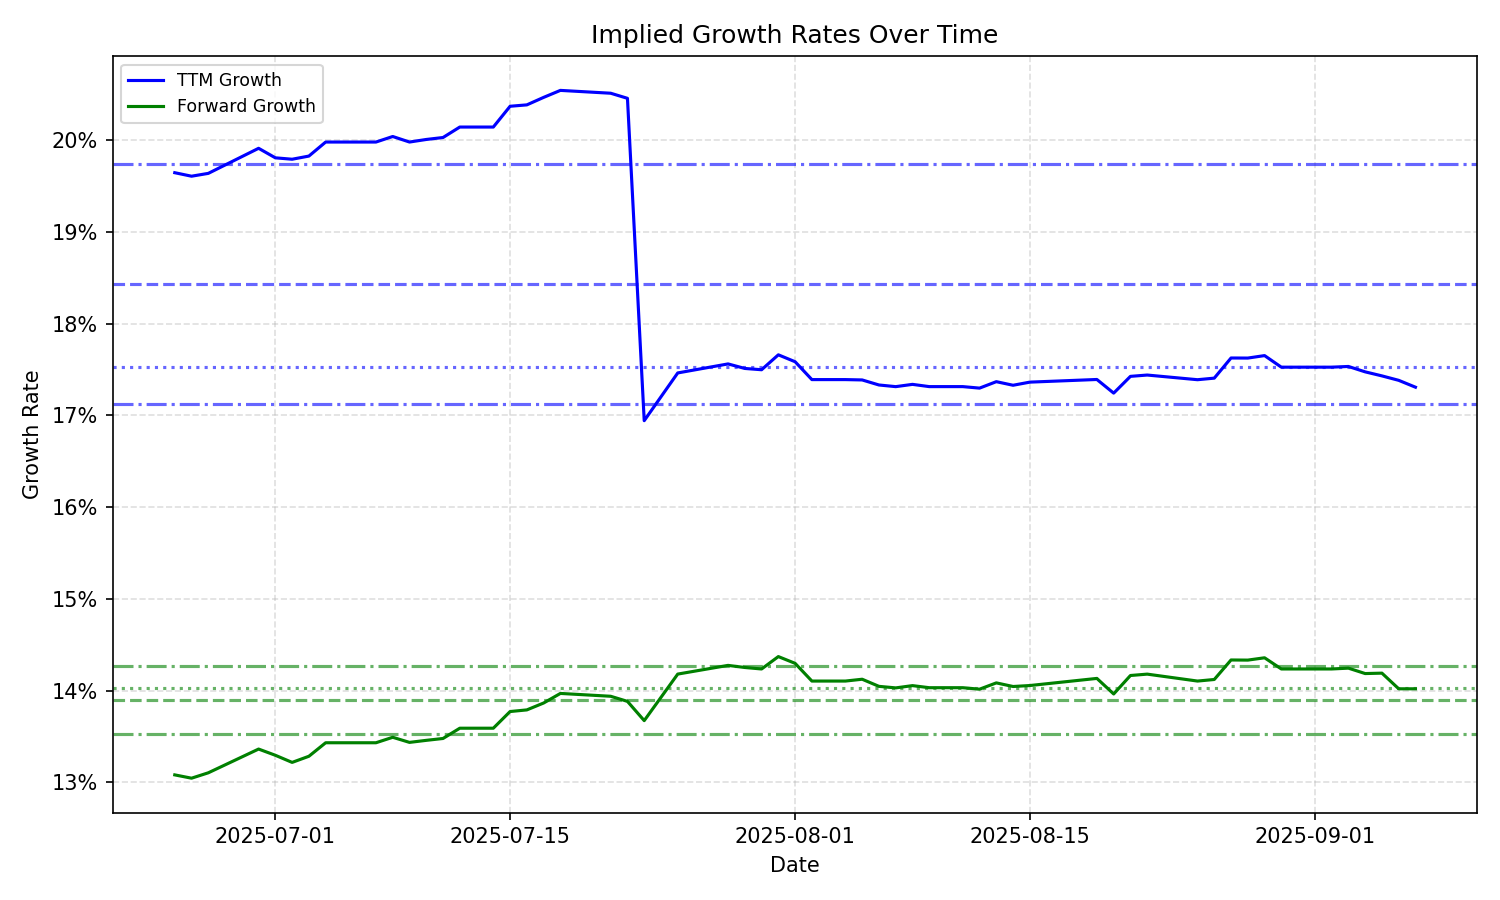 Implied Growth Rates Over Time
TTM Growth
Forward Growth
Growth Rate
20%
19%
18%
17%
16%
15%
14%
13%
2025-07-01
2025-07-15
2025-08-01
2025-08-15
2025-09-01
Date